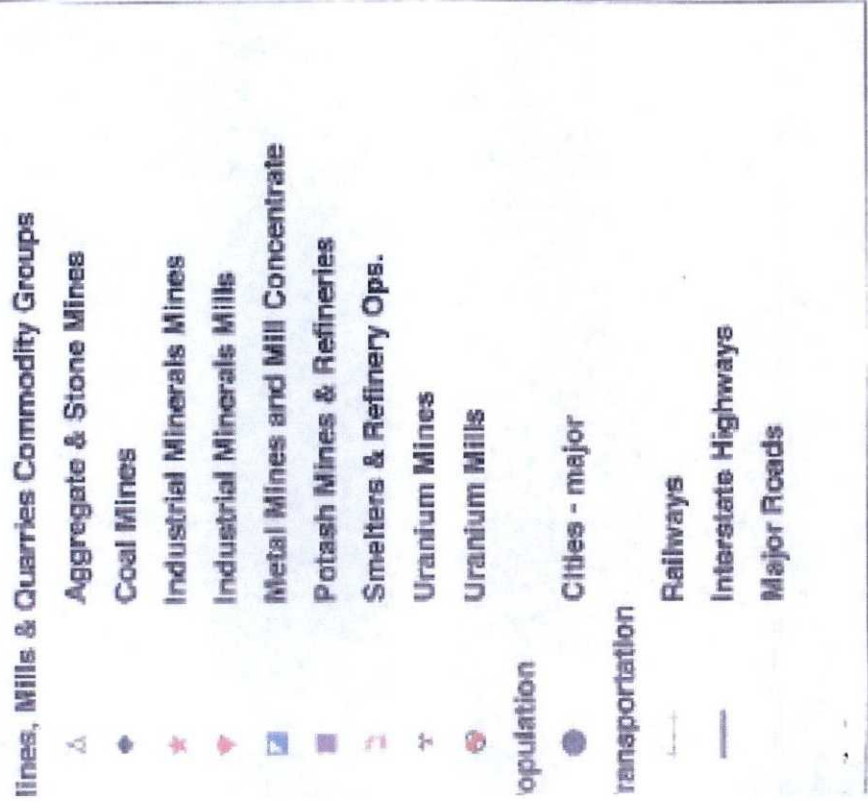 lines, Mills & Quarries Commodity Groups
Aggregate & Stone Mines
Coal Mines
Industrial Minerals Mines
Industrial Minerals Mills
Metal Mines and Mill Concentrate
Potash Mines & Refineries
Smelters & Refinery Ops.
Uranium Mines
Uranium Mills
opulation
Cities - major
ransportation
Railways
Interstate Highways
Major Roads